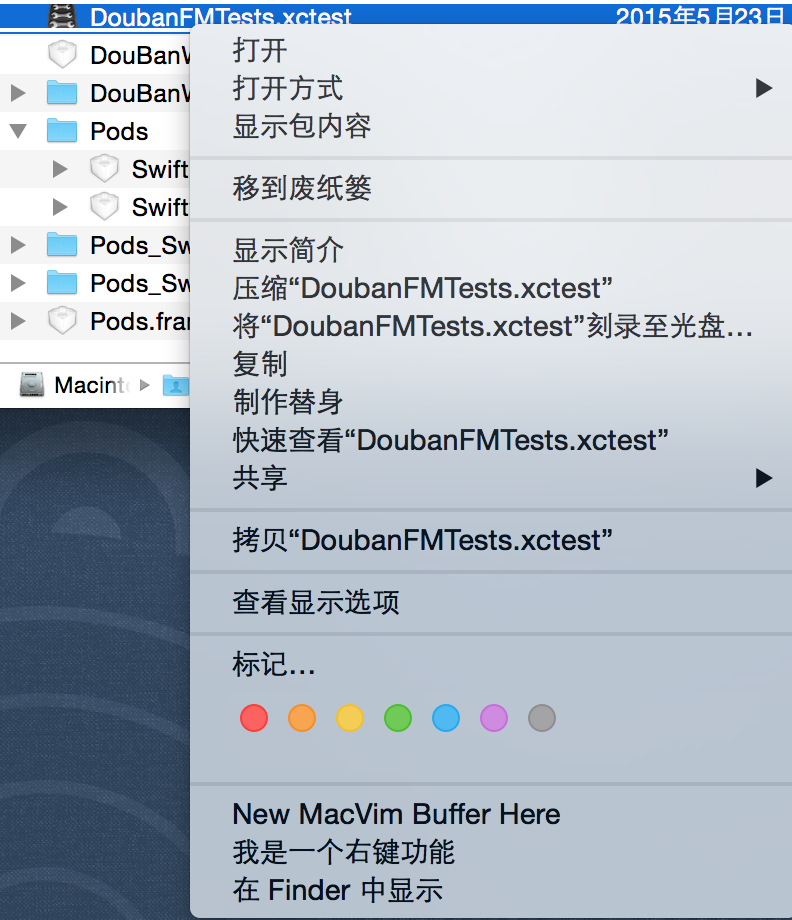 DoubanFMTests.xctest 2015年5月23日
DouBanW
DouBanW
Pods
Swift
Swift
Pods_Sw
Pods_Sw
Pods.fra
Macint
打开
打开方式
显示包内容
移到废纸篓
显示简介
压缩“DoubanFMTests.xctest”
将“DoubanFMTests.xctest”刻录至光盘…
复制
制作替身
快速查看“DoubanFMTests.xctest”
共享
拷贝“DoubanFMTests.xctest”
查看显示选项
标记…
New MacVim Buffer Here
我是一个右键功能
在 Finder 中显示